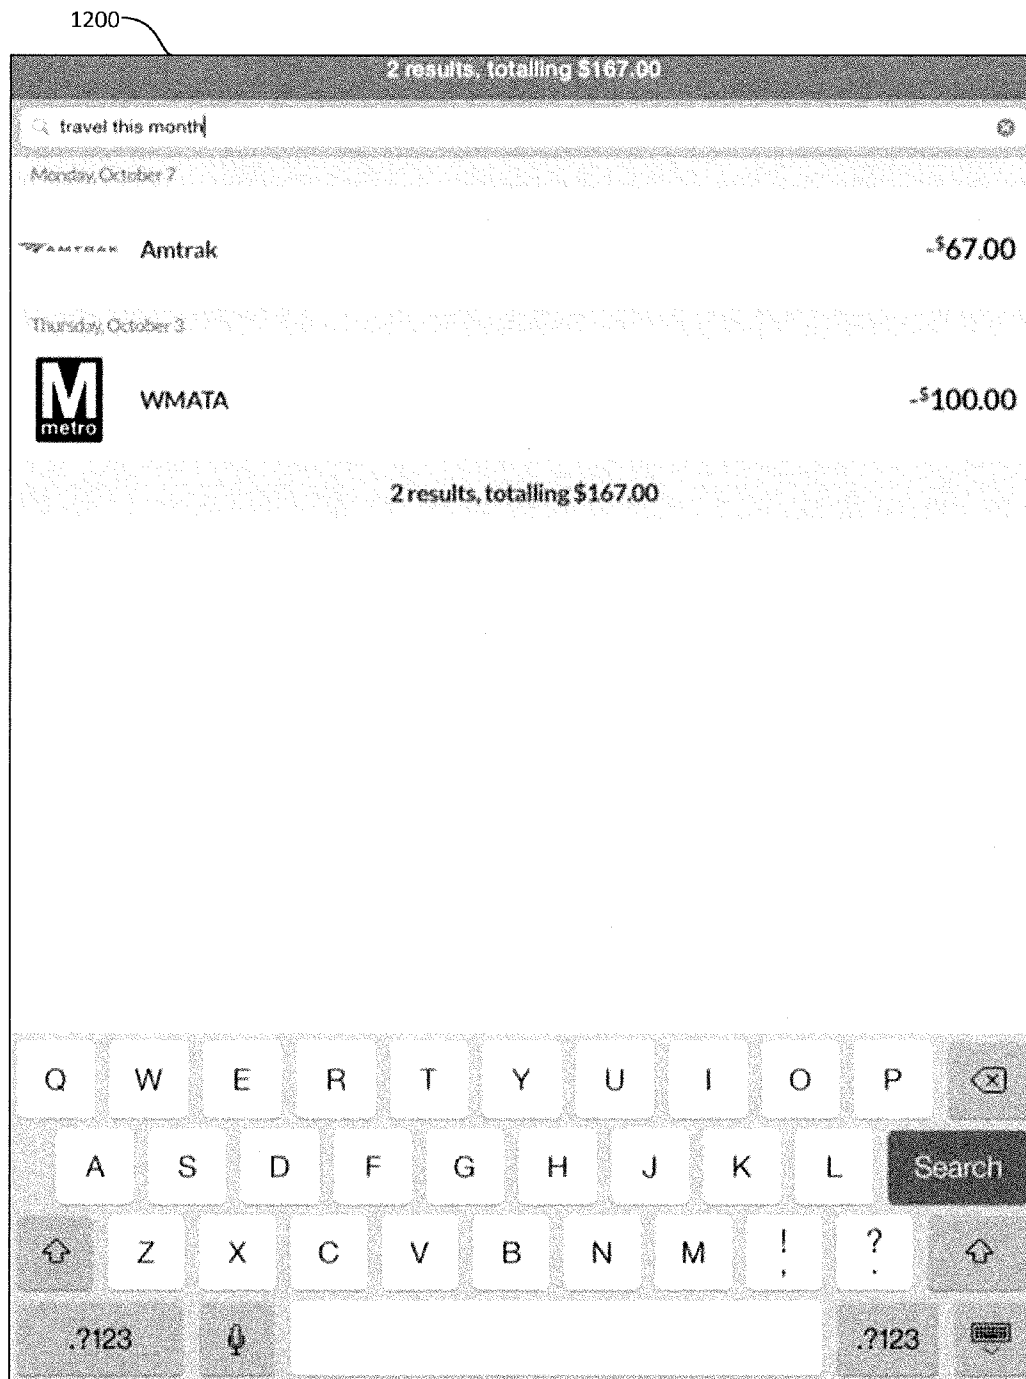 1200
2 results, totalling $167.00
travel this month
Monday, October 7
AMTRAK Amtrak -$67.00
Thursday, October 3
M
metro
WMATA -$100.00
2 results, totalling $167.00
Q W E R T Y U I O P
A S D F G H J K L Search
Z X C V B N M ! , ? .
.?123 .?123